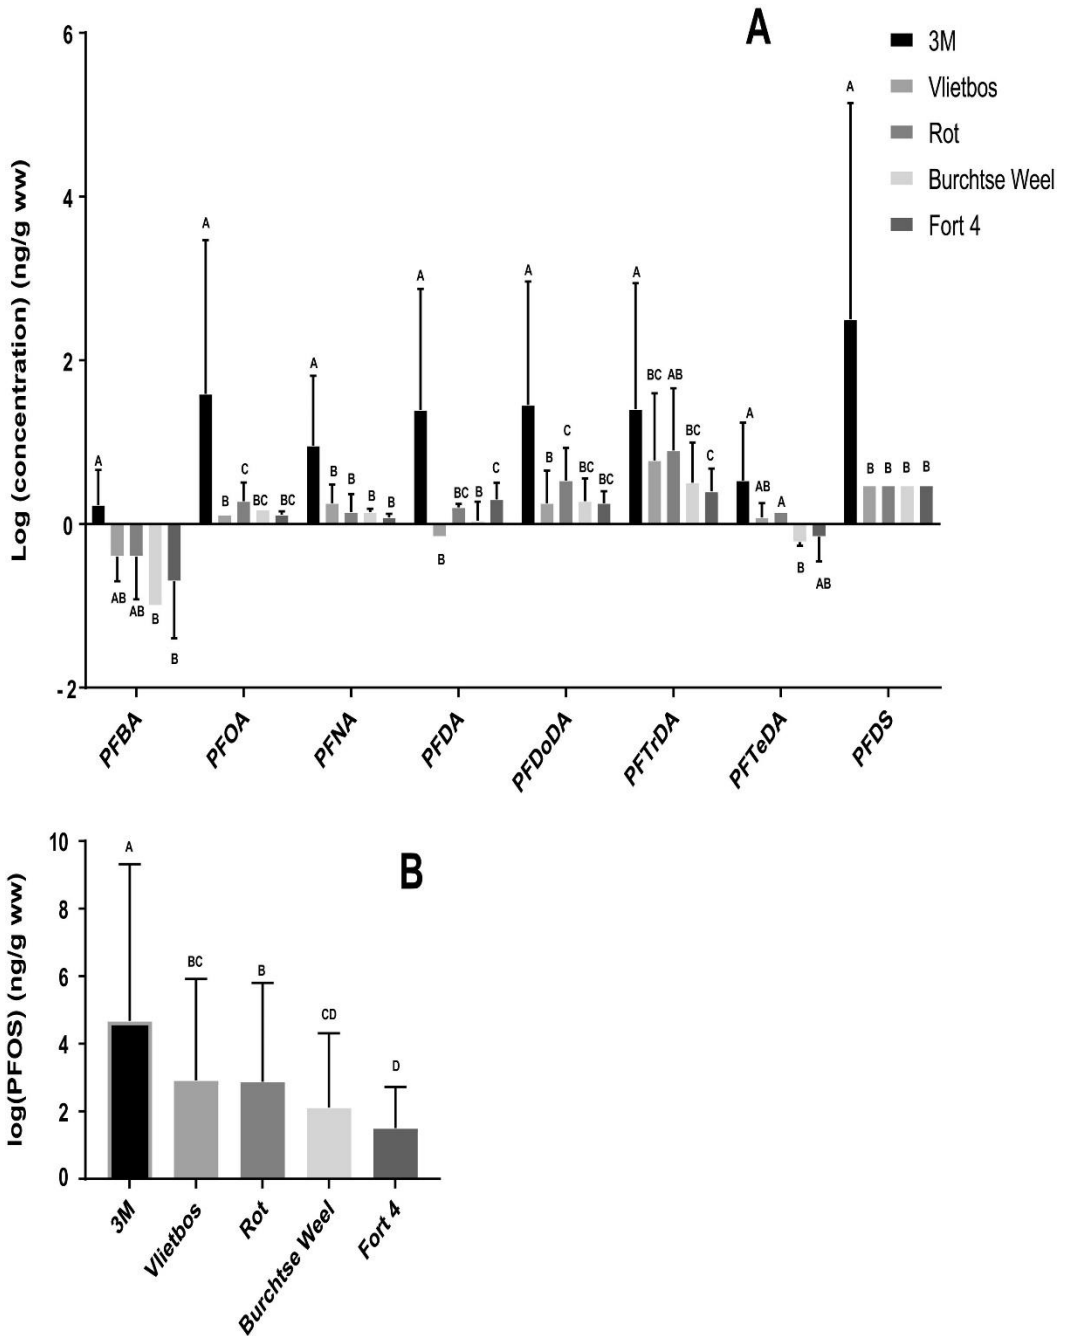 A
3M
Vlietbos
Rot
Burchtse Weel
Fort 4
Log (concentration) (ng/g ww)
6
4
2
0
-2
A
AB
AB
B
B
A
B
C
BC
BC
A
B
B
B
B
A
B
BC
B
C
A
B
C
BC
BC
A
BC
AB
BC
C
A
AB
A
B
AB
A
B
B
B
B
PFBA
PFOA
PFNA
PFDA
PFDoDA
PFTrDA
PFTeDA
PFDS
B
log(PFOS) (ng/g ww)
10
8
6
4
2
0
A
BC
B
CD
D
3M
Vlietbos
Rot
Burchtse Weel
Fort 4